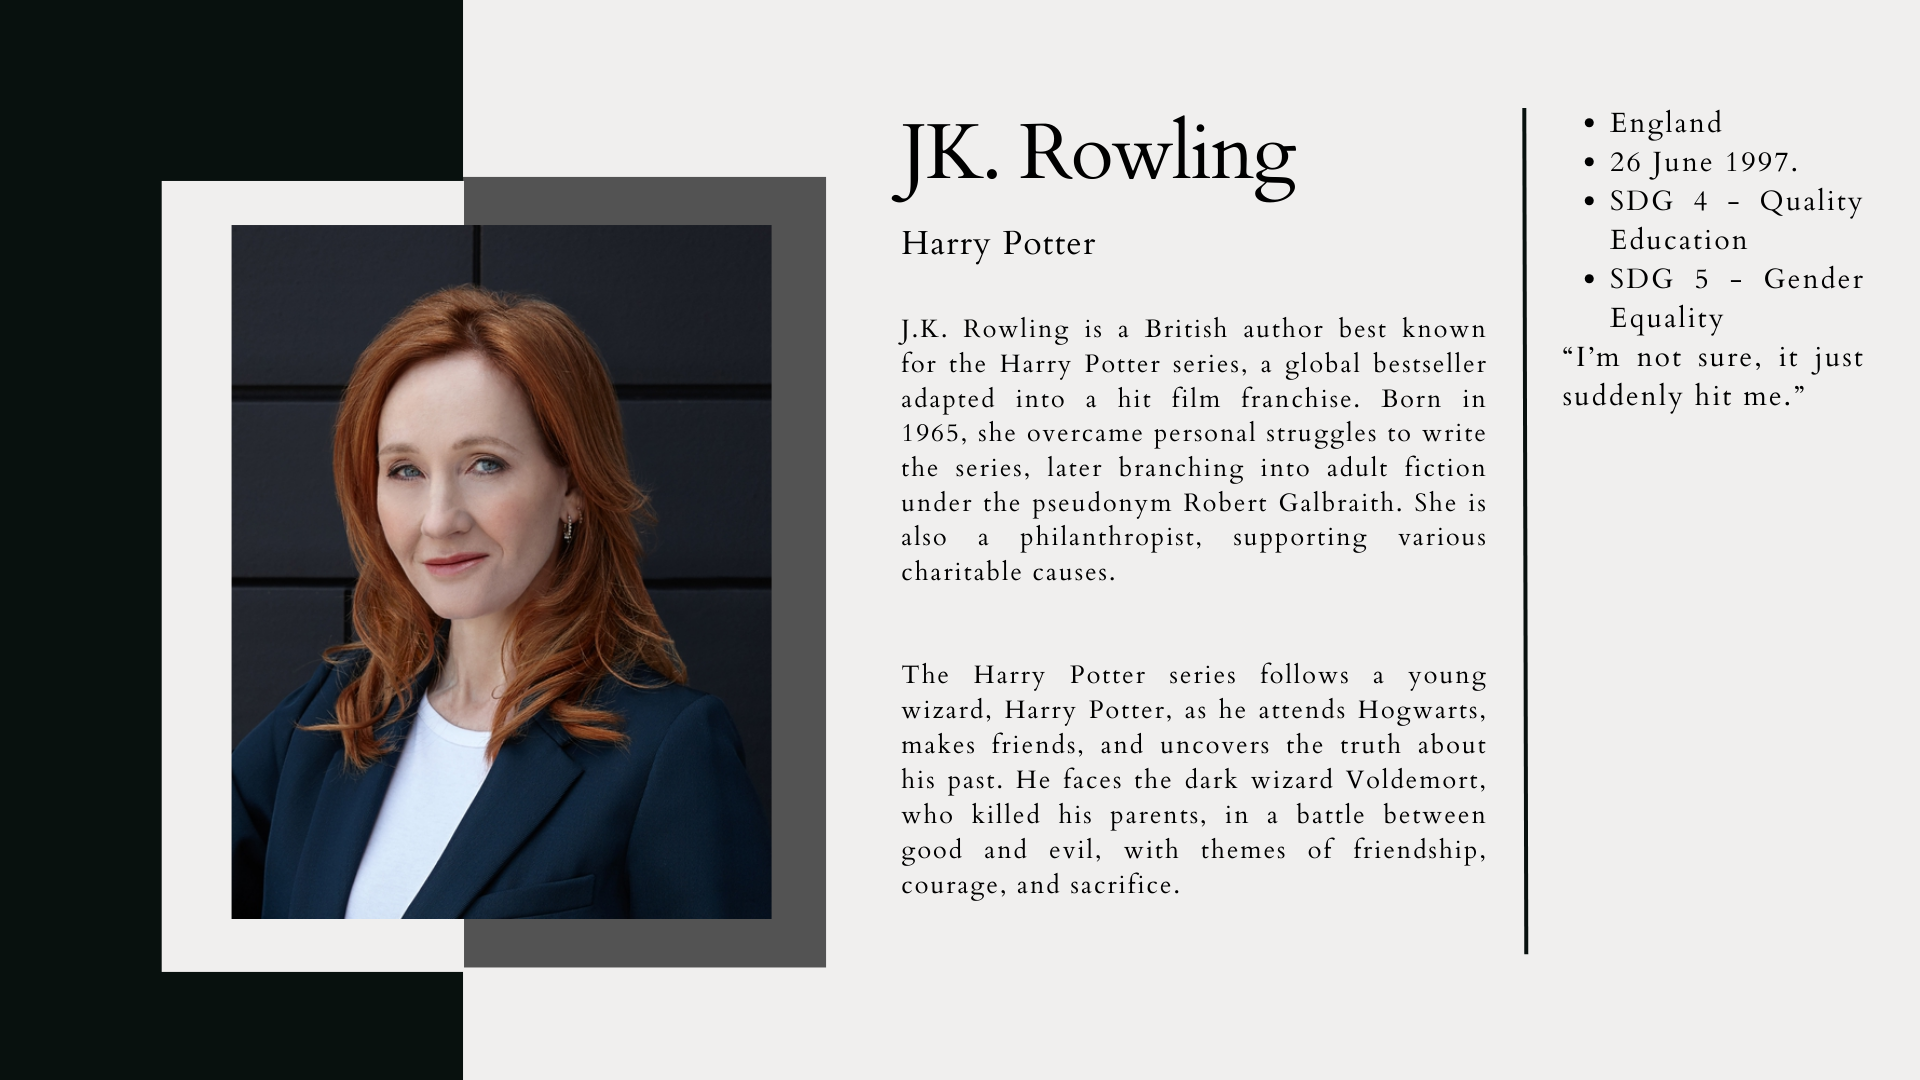 JK. Rowling
Harry Potter
J.K. Rowling is a British author best known
for the Harry Potter series, a global bestseller
adapted into a hit film franchise. Born in
1965, she overcame personal struggles to write
the series, later branching into adult fiction
under the pseudonym Robert Galbraith. She is
also a philanthropist, supporting various
charitable causes.
The Harry Potter series follows a young
wizard, Harry Potter, as he attends Hogwarts,
makes friends, and uncovers the truth about
his past. He faces the dark wizard Voldemort,
who killed his parents, in a battle between
good and evil, with themes of friendship,
courage, and sacrifice.
• England
• 26 June 1997.
• SDG 4 - Quality
Education
• SDG 5 - Gender
Equality
“I’m not sure, it just
suddenly hit me.”